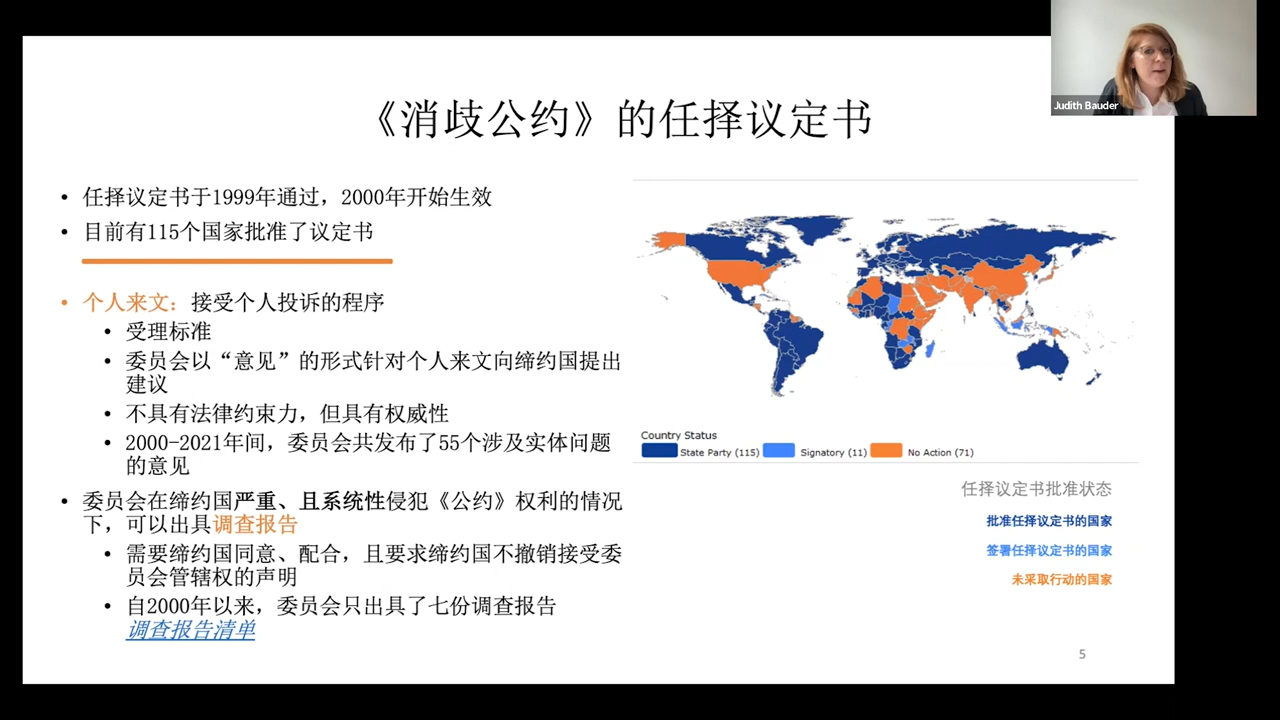 Judith Bauder
《消歧公约》的任择议定书
• 任择议定书于1999年通过，2000年开始生效
• 目前有115个国家批准了议定书
• 个人来文：接受个人投诉的程序
• 受理标准
• 委员会以“意见”的形式针对个人来文向缔约国提出
建议
• 不具有法律约束力，但具有权威性
• 2000-2021年间，委员会共发布了55个涉及实体问题
的意见
• 委员会在缔约国严重、且系统性侵犯《公约》权利的情况
下，可以出具调查报告
• 需要缔约国同意、配合，且要求缔约国不撤销接受委
员会管辖权的声明
• 自2000年以来，委员会只出具了七份调查报告
调查报告清单
Country Status
State Party (115) Signatory (11) No Action (71)
任择议定书批准状态
批准任择议定书的国家
签署任择议定书的国家
未采取行动的国家
5